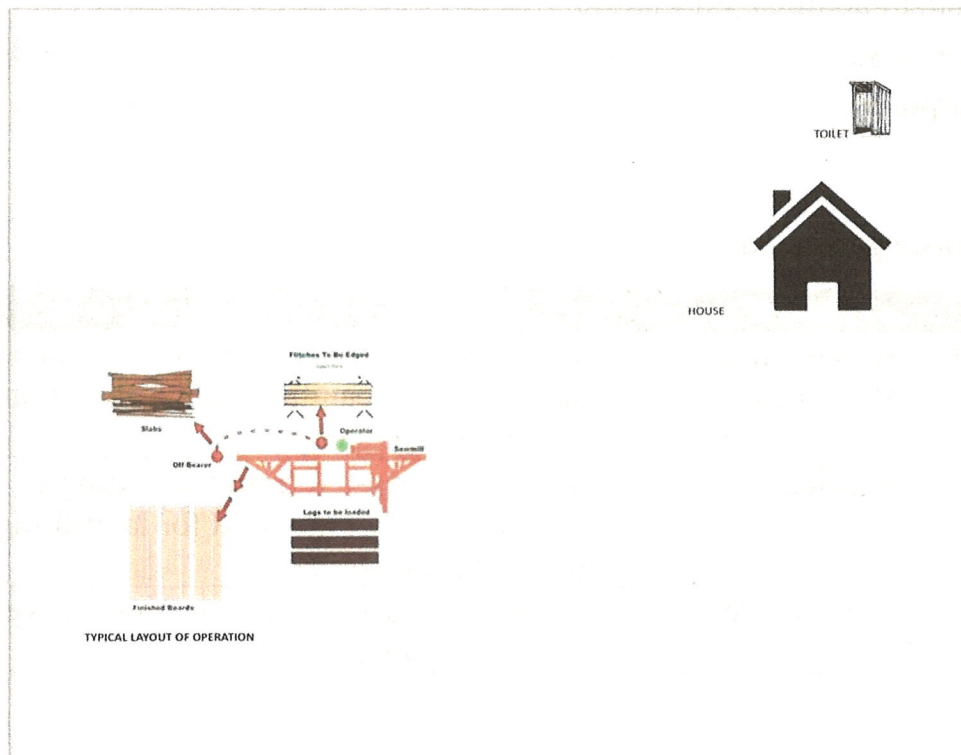 TOILET
HOUSE
Flitches To Be Edged
Slabs
Operator
Sawmill
Off Bearer
Logs to be loaded
Finished Boards
TYPICAL LAYOUT OF OPERATION